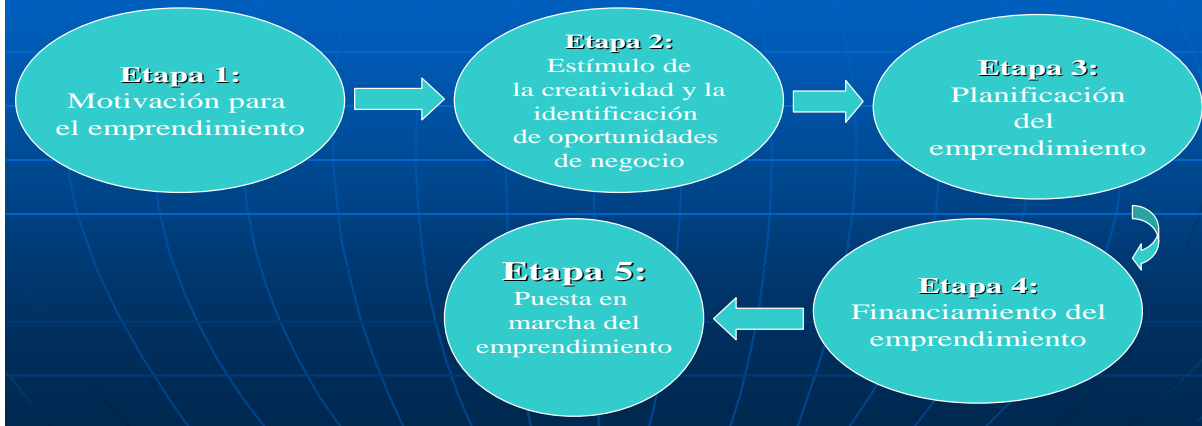 Etapa 1:
Motivación para
el emprendimiento
Etapa 2:
Estímulo de
la creatividad y la
identificación
de oportunidades
de negocio
Etapa 3:
Planificación
del
emprendimiento
Etapa 4:
Financiamiento del
emprendimiento
Etapa 5:
Puesta en
marcha del
emprendimiento